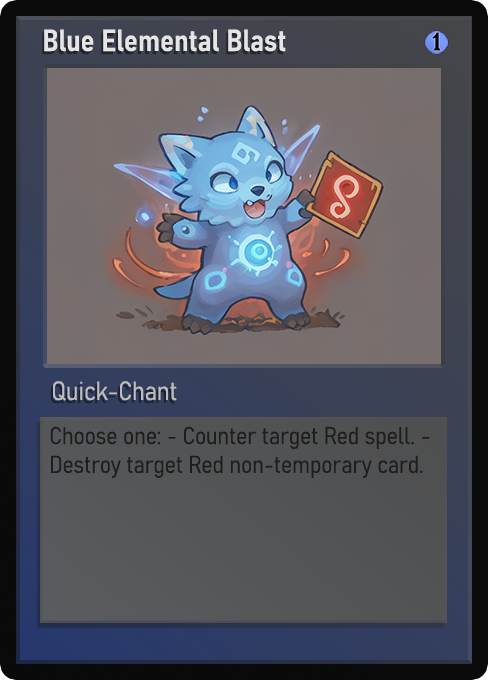 Blue Elemental Blast
1
Quick-Chant
Choose one: - Counter target Red spell. -
Destroy target Red non-temporary card.